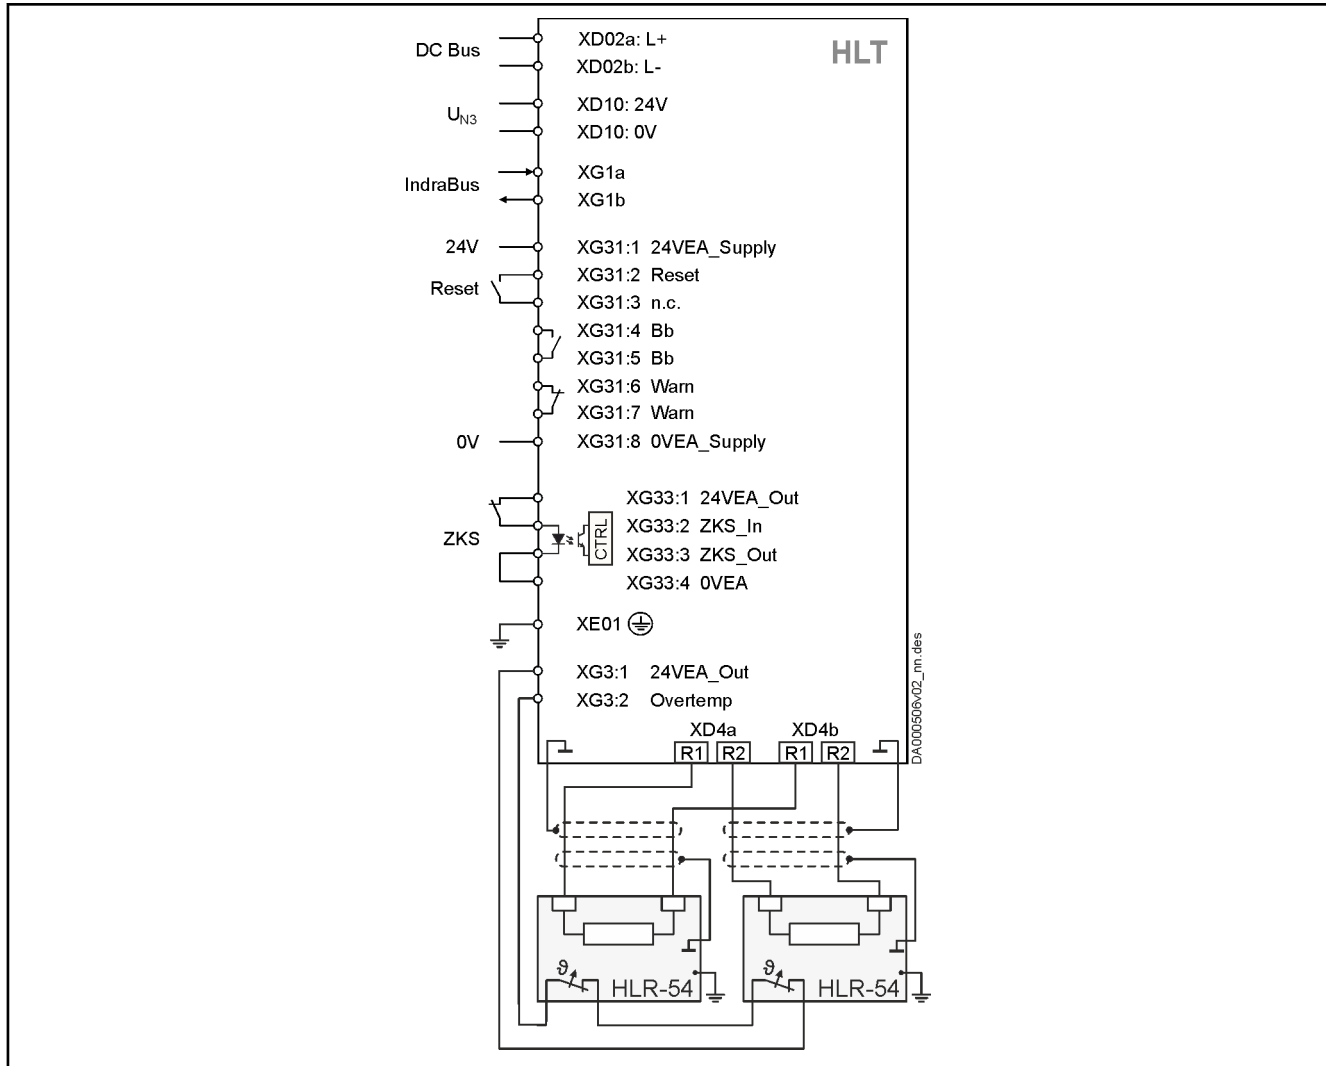 HLT
DC Bus
XD02a: L+
XD02b: L-
U_N3
XD10: 24V
XD10: 0V
IndraBus
XG1a
XG1b
24V
XG31:1 24VEA_Supply
Reset
XG31:2 Reset
XG31:3 n.c.
XG31:4 Bb
XG31:5 Bb
XG31:6 Warn
XG31:7 Warn
0V
XG31:8 0VEA_Supply
ZKS
CTRL
XG33:1 24VEA_Out
XG33:2 ZKS_In
XG33:3 ZKS_Out
XG33:4 0VEA
XE01
XG3:1 24VEA_Out
XG3:2 Overtemp
XD4a XD4b
R1 R2 R1 R2
DA000506v02_nn.des
ϑ ϑ
HLR-54 HLR-54